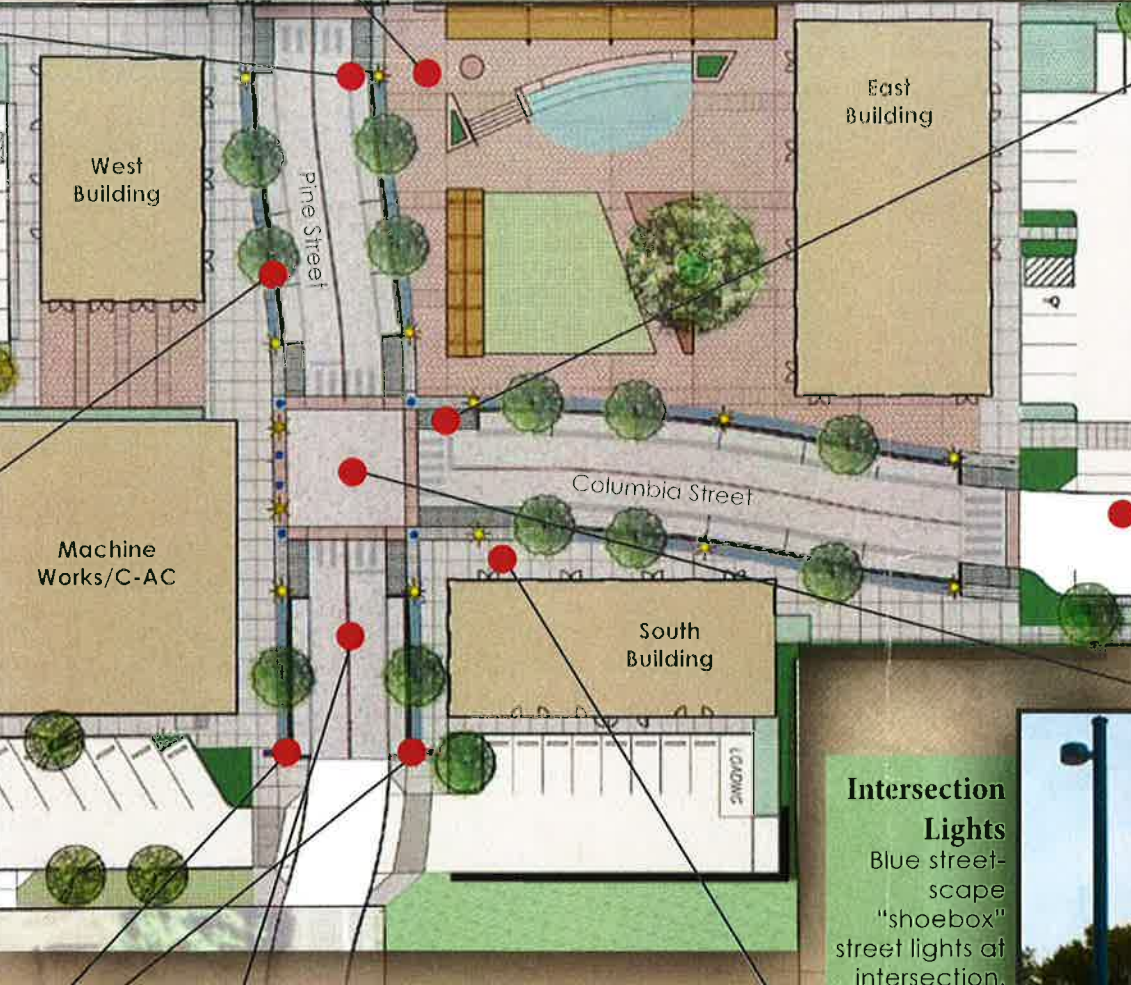 East
Building
West
Building
Pine Street
Columbia Street
Machine
Works/C-AC
South
Building
LOADING
Intersection
Lights
Blue street-
scape
"shoebox"
street lights at
intersection.